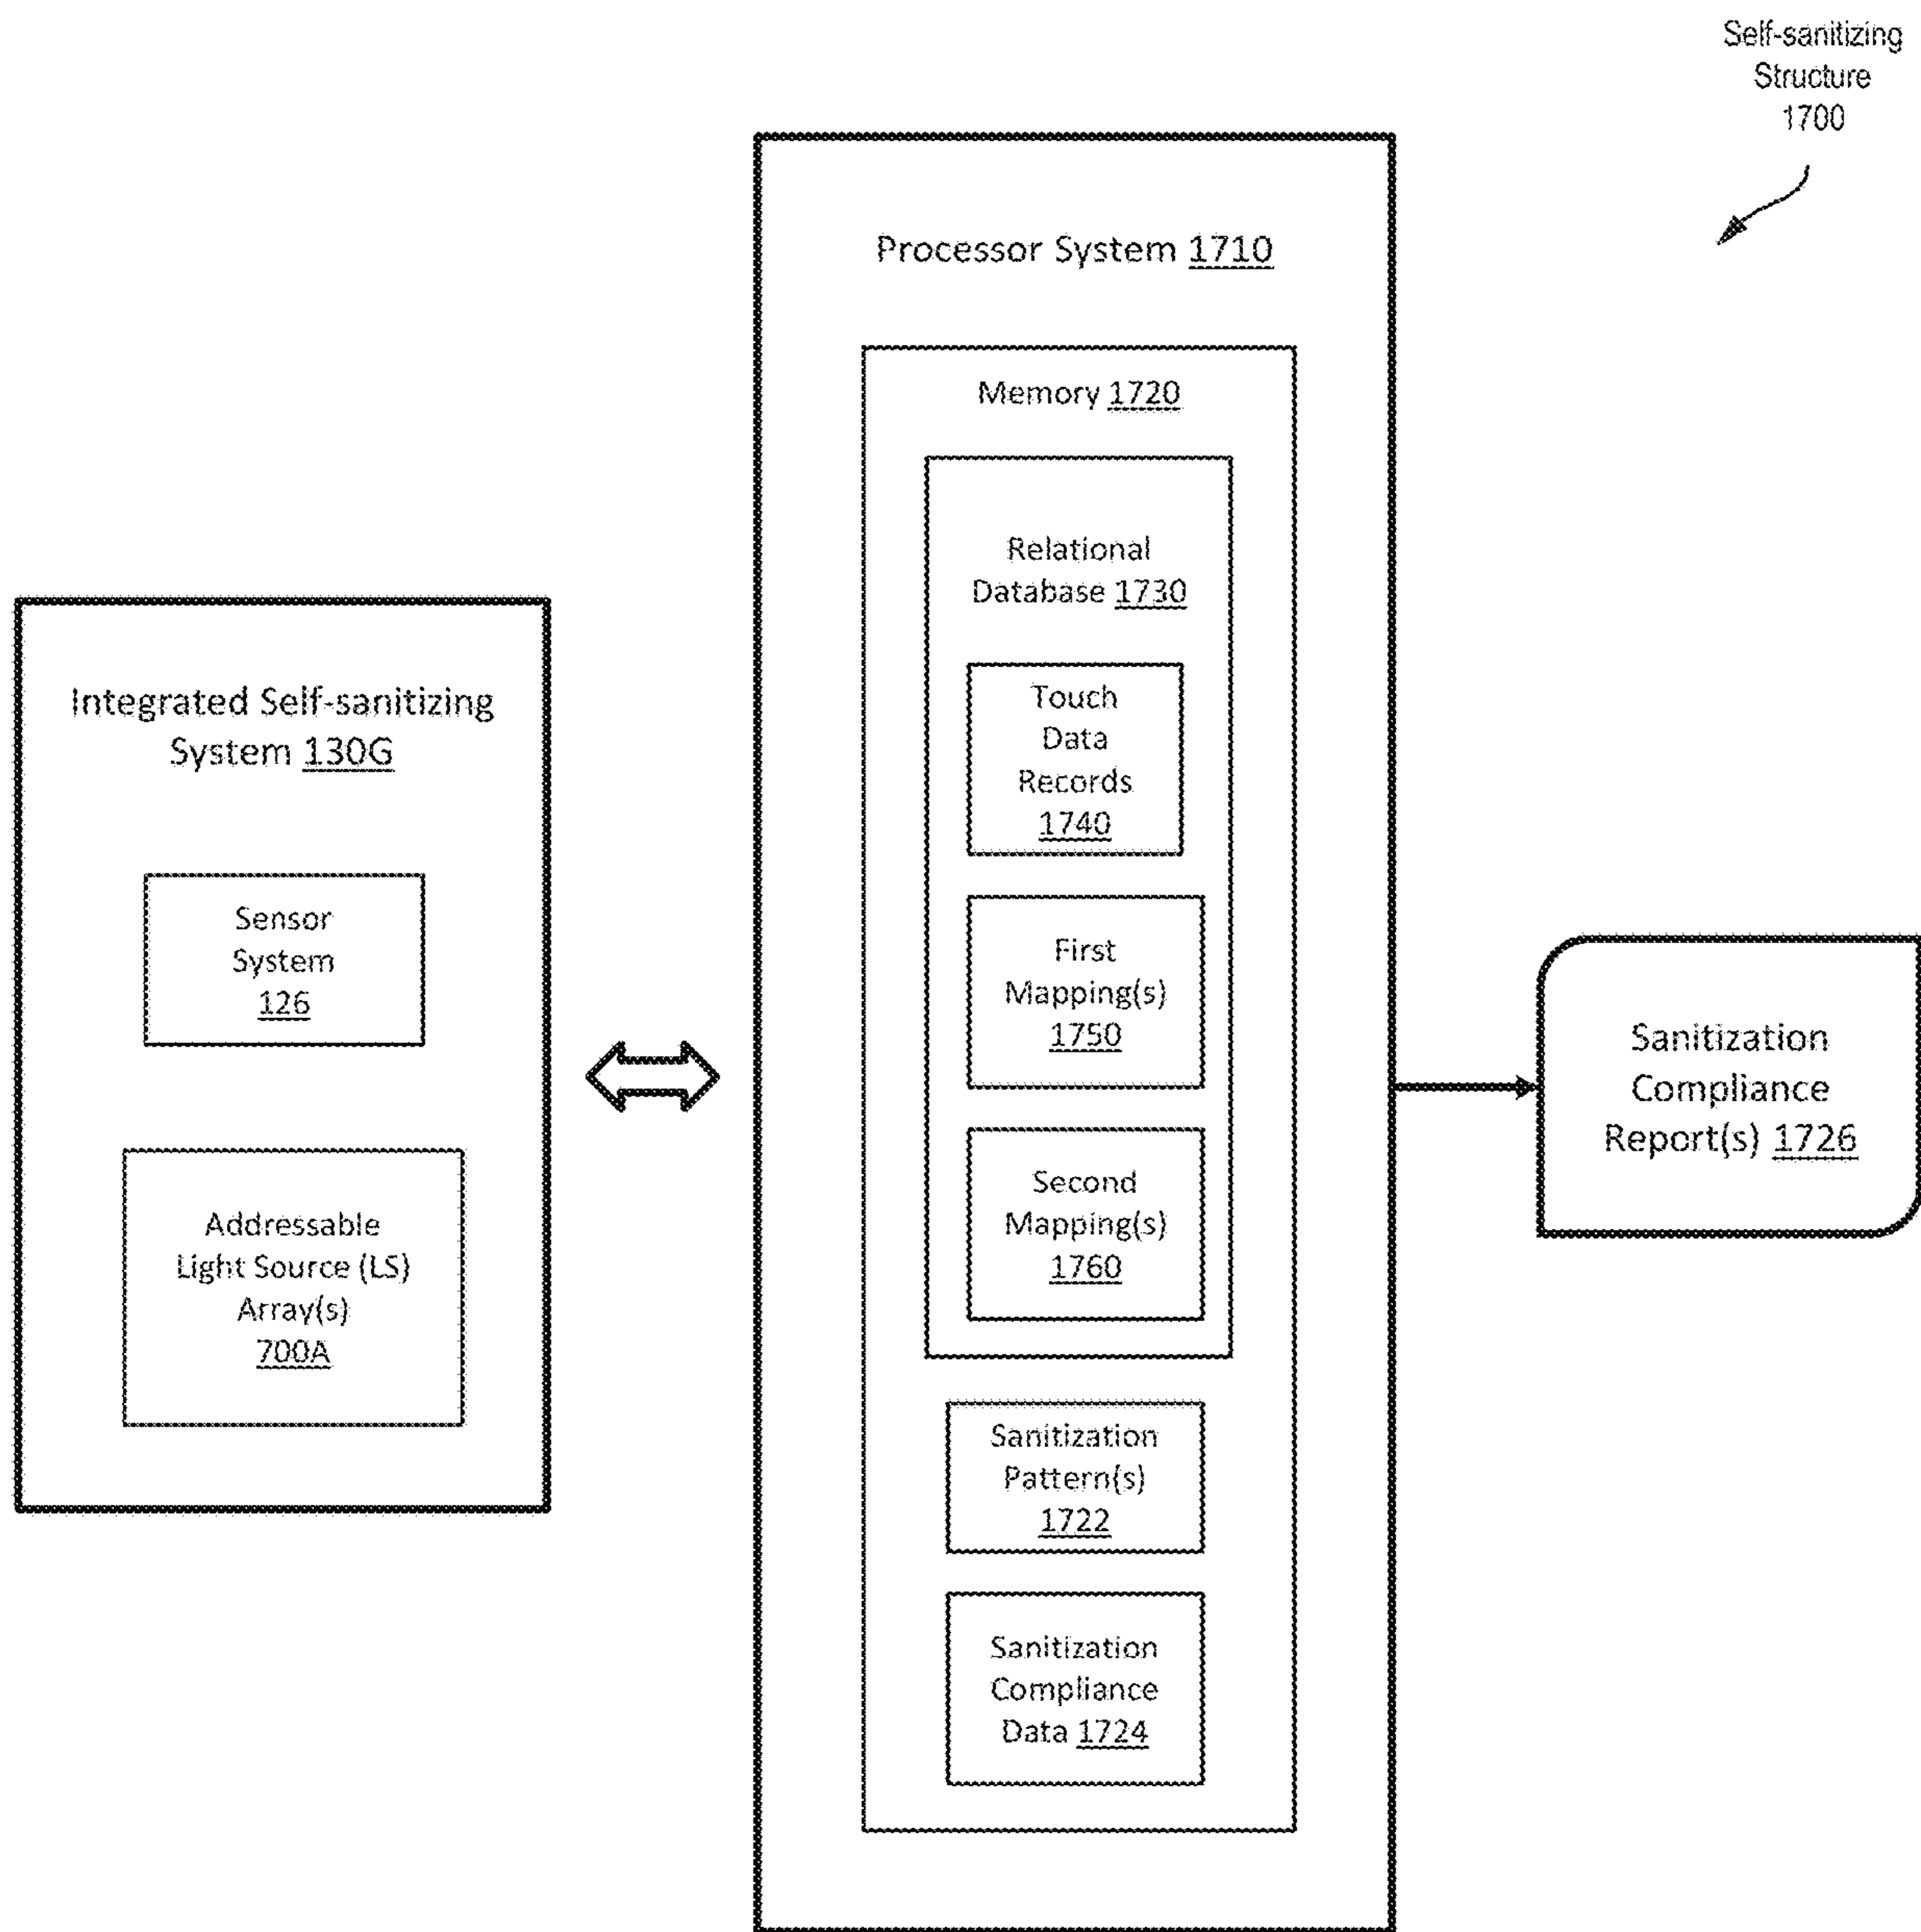 Self-sanitizing
Structure
1700
Processor System 1710
Memory 1720
Relational
Database 1730
Touch
Data
Records
1740
First
Mapping(s)
1750
Second
Mapping(s)
1760
Sanitization
Pattern(s)
1722
Sanitization
Compliance
Data 1724
Integrated Self-sanitizing
System 130G
Sensor
System
126
Addressable
Light Source (LS)
Array(s)
700A
Sanitization
Compliance
Report(s) 1726